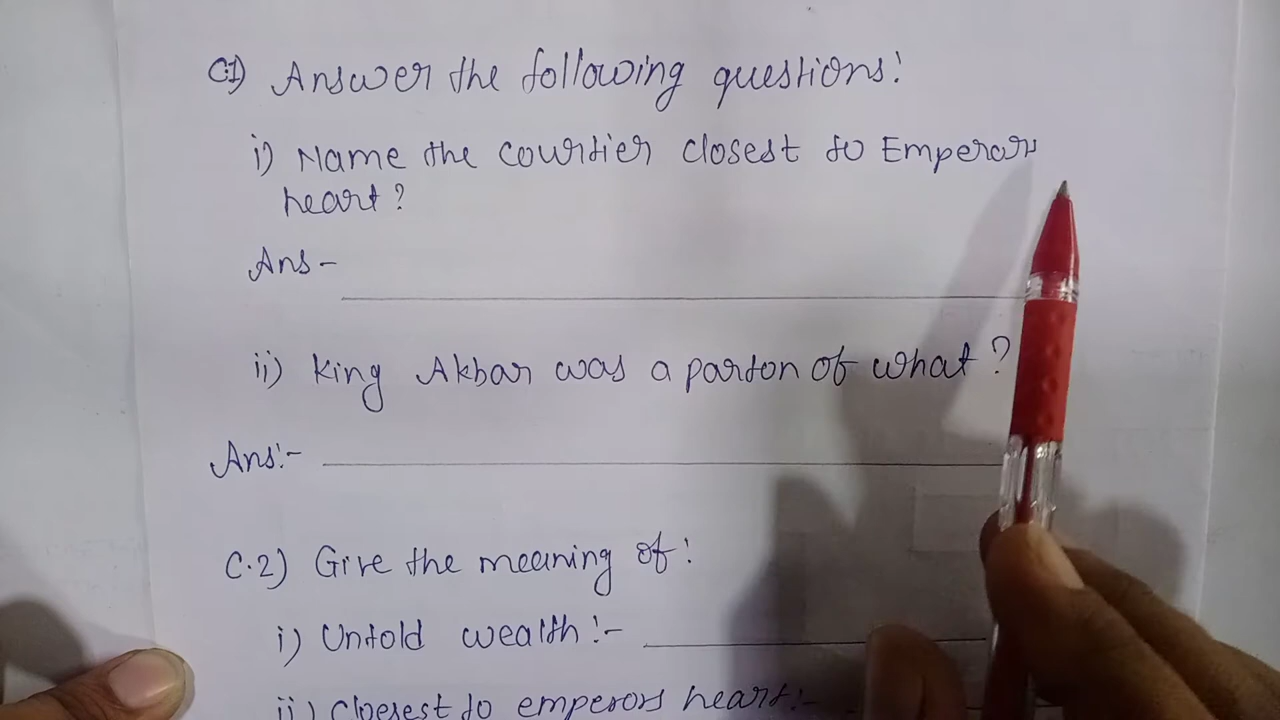 C.1) Answer the following questions!
i) Name the courtier closest to Emperors
heart?
Ans -
ii) King Akbar was a parton of what?
Ans:-
C.2) Give the meaning of:
i) Untold wealth:-
ii) Cloesest to emperors heart:-